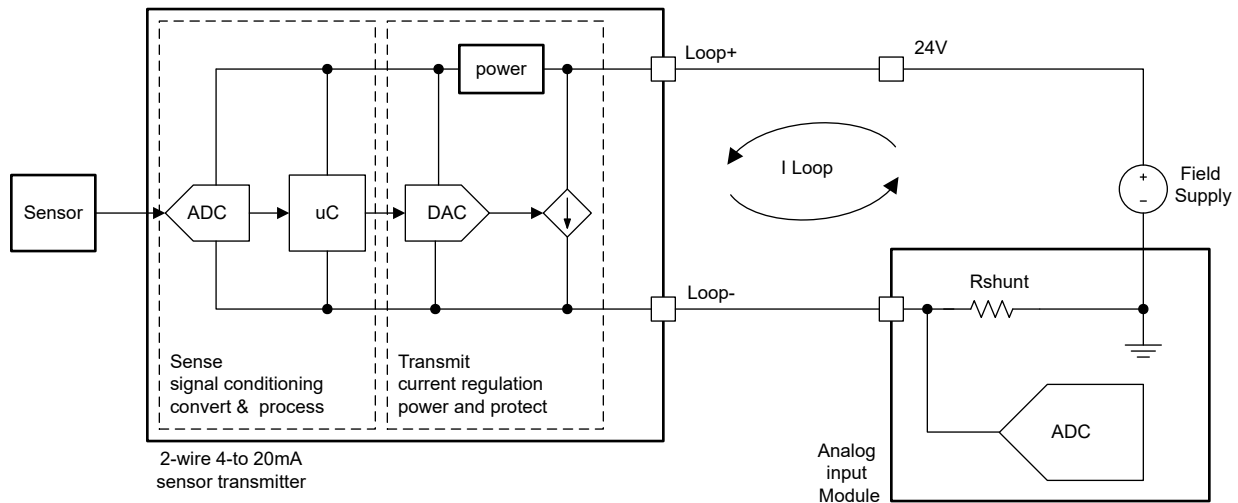 Loop+
24V
power
I Loop
Sensor
ADC
uC
DAC
+
−
Field
Supply
Rshunt
Loop-
Sense
signal conditioning
convert & process
Transmit
current regulation
power and protect
ADC
Analog
input
Module
2-wire 4-to 20mA
sensor transmitter